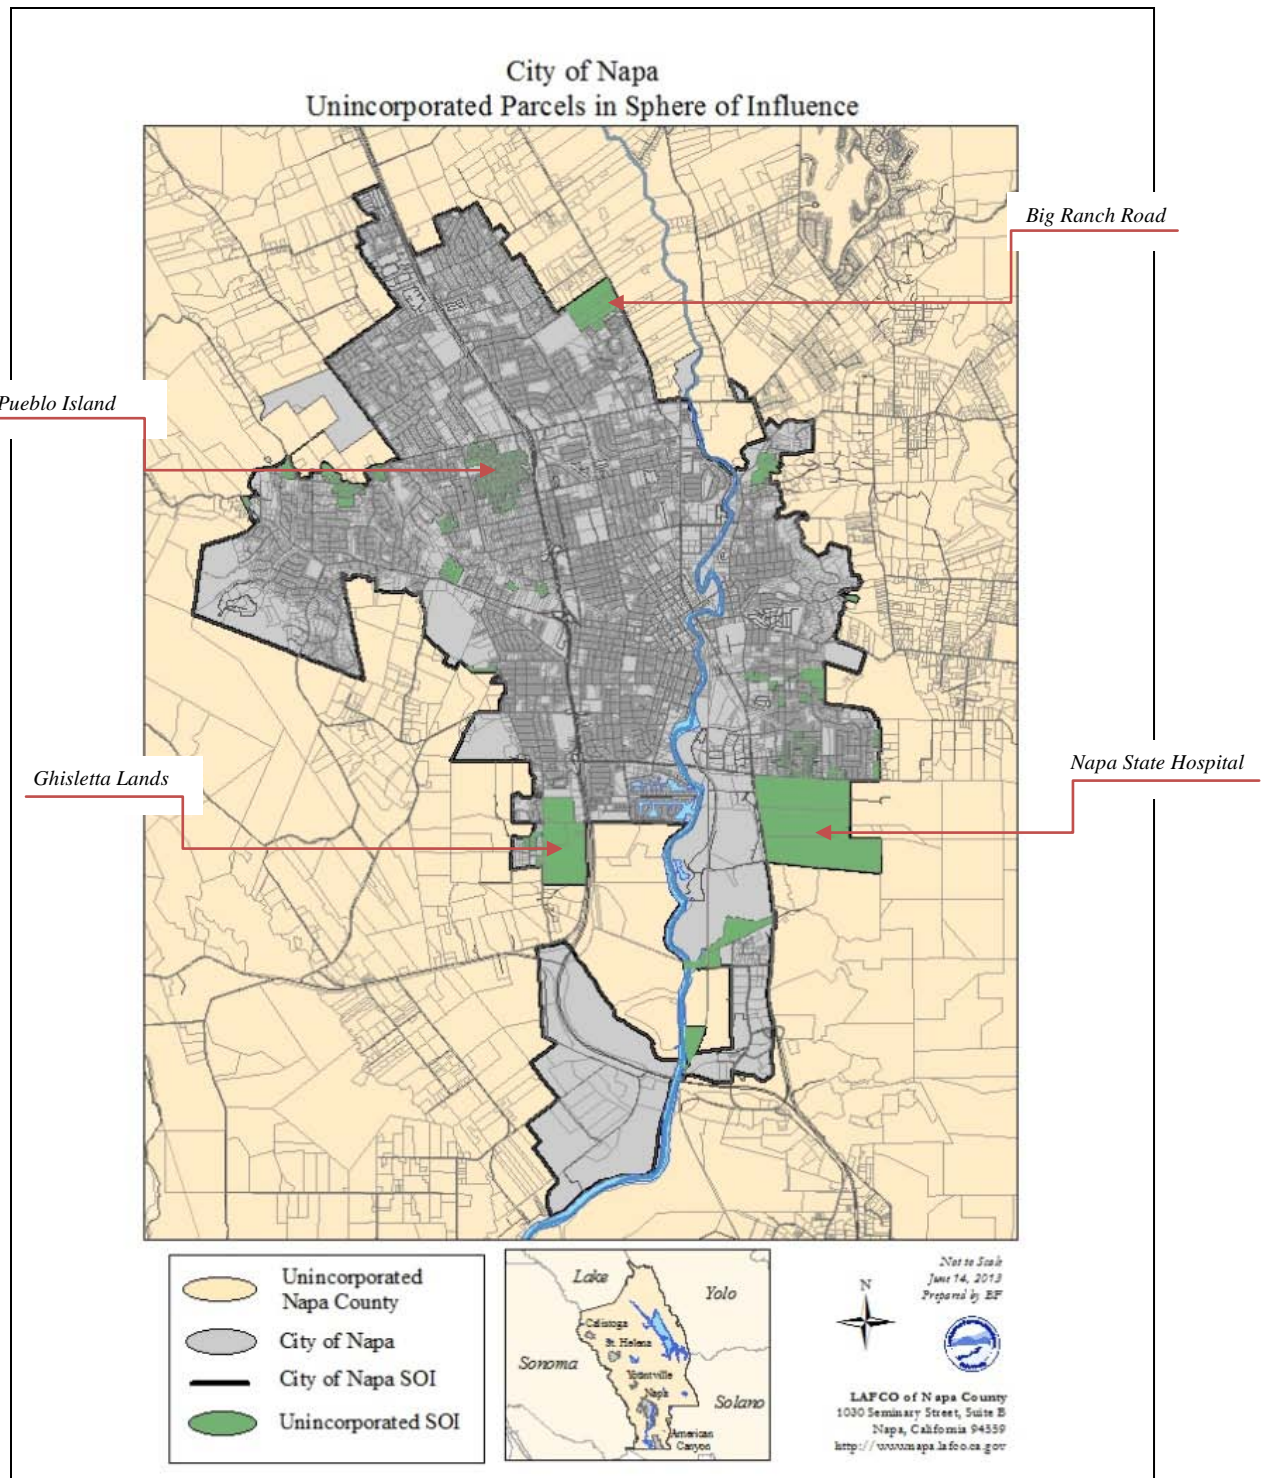 City of Napa
Unincorporated Parcels in Sphere of Influence
Big Ranch Road
Pueblo Island
Ghisletta Lands
Napa State Hospital
Unincorporated
Napa County
City of Napa
City of Napa SOI
Unincorporated SOI
Lake
Yolo
Calistoga
St. Helena
Sonoma
Yountville
Napa
Solano
American
Canyon
N
Not to Scale
June 14, 2013
Prepared by BF
LAFCO of Napa County
1030 Seminary Street, Suite B
Napa, California 94559
http://www.napa.lafco.ca.gov